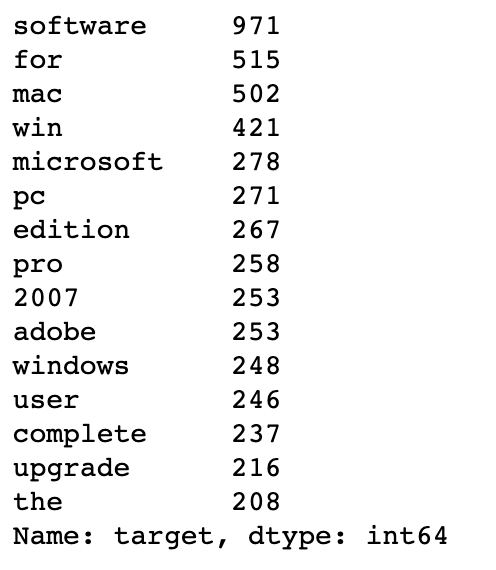 software 971
for 515
mac 502
win 421
microsoft 278
pc 271
edition 267
pro 258
2007 253
adobe 253
windows 248
user 246
complete 237
upgrade 216
the 208
Name: target, dtype: int64